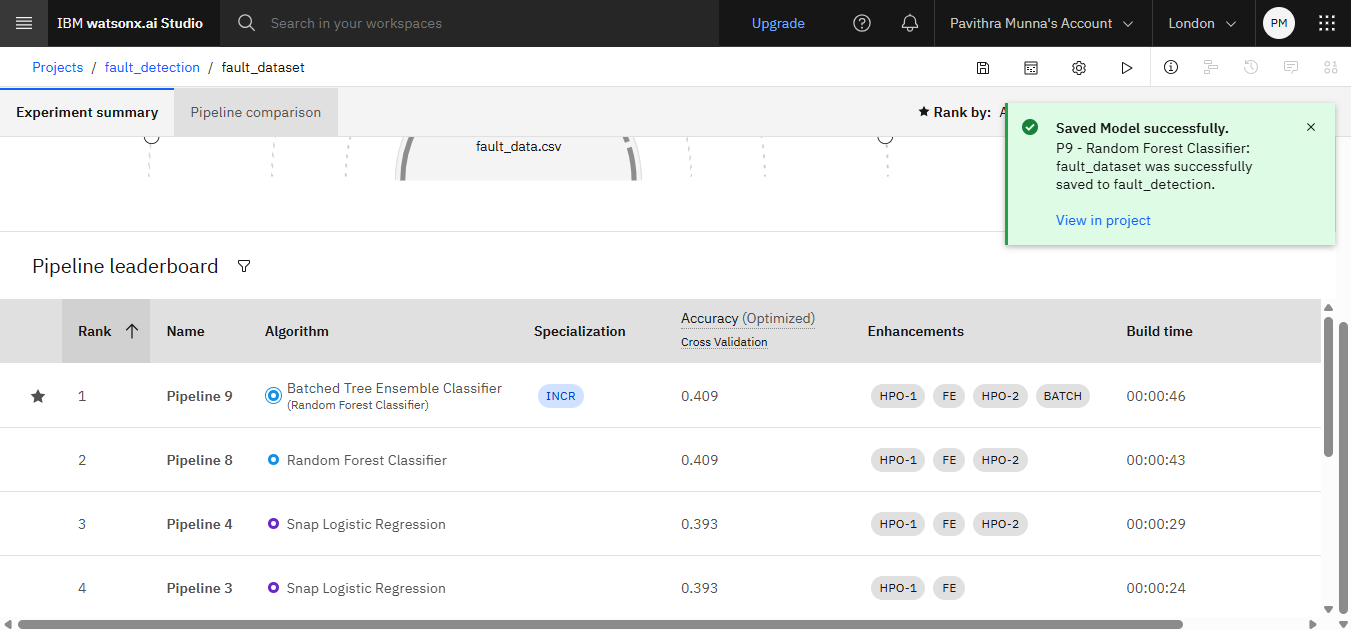 IBM watsonx.ai Studio
Search in your workspaces
Upgrade
Pavithra Munna's Account
London
PM
Projects / fault_detection / fault_dataset
Experiment summary
Pipeline comparison
Rank by:
Saved Model successfully.
P9 - Random Forest Classifier:
fault_dataset was successfully
saved to fault_detection.
View in project
fault_data.csv
Pipeline leaderboard
Rank Name Algorithm Specialization Accuracy (Optimized) Enhancements Build time
Cross Validation
1 Pipeline 9 Batched Tree Ensemble Classifier INCR 0.409 HPO-1 FE HPO-2 BATCH 00:00:46
(Random Forest Classifier)
2 Pipeline 8 Random Forest Classifier 0.409 HPO-1 FE HPO-2 00:00:43
3 Pipeline 4 Snap Logistic Regression 0.393 HPO-1 FE HPO-2 00:00:29
4 Pipeline 3 Snap Logistic Regression 0.393 HPO-1 FE 00:00:24